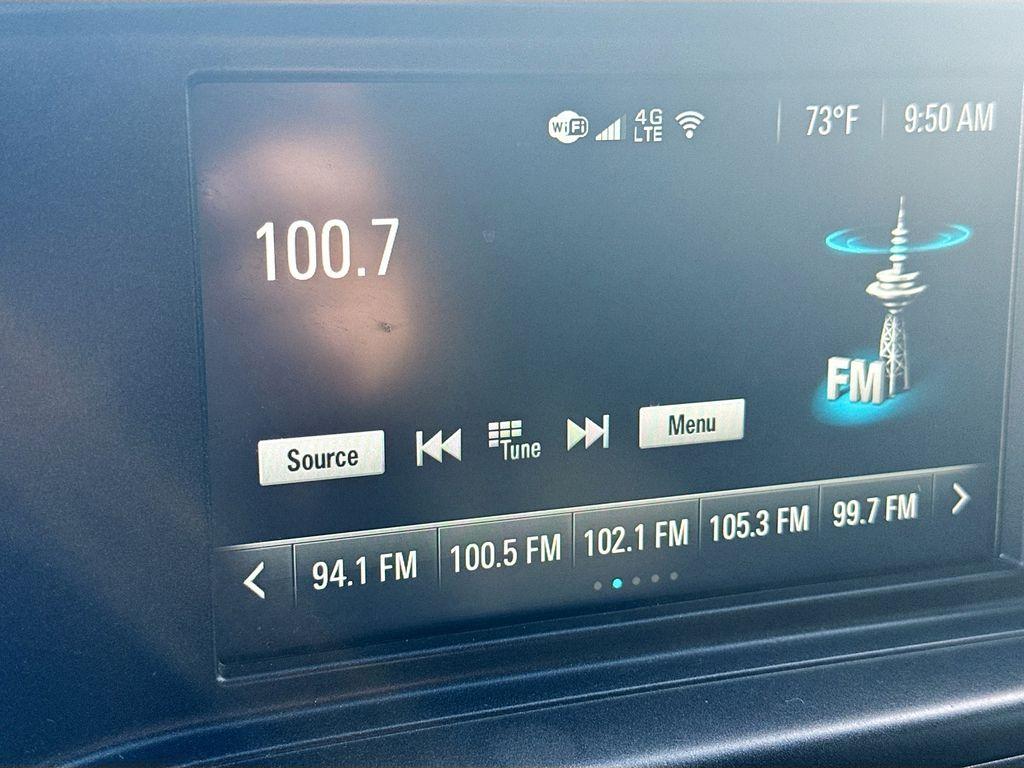 WiFi 4G LTE 73°F 9:50 AM
100.7
FM
Source Tune Menu
94.1 FM 100.5 FM 102.1 FM 105.3 FM 99.7 FM